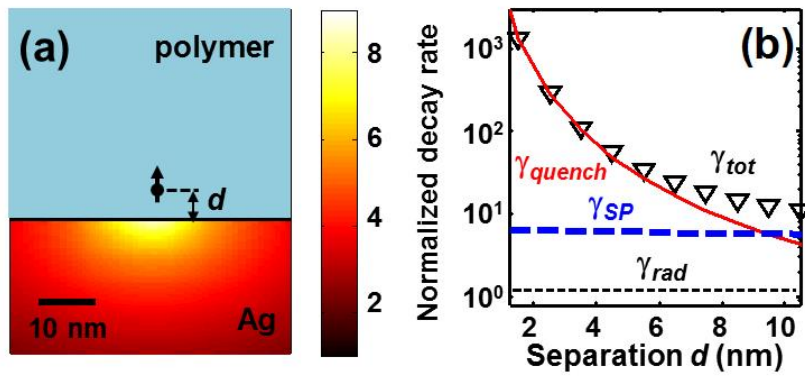 (a)
polymer
d
10 nm
Ag
8
6
4
2
(b)
Normalized decay rate
10³
10²
10¹
10⁰
γtot
γquench
γSP
γrad
2
4
6
8
10
Separation d (nm)